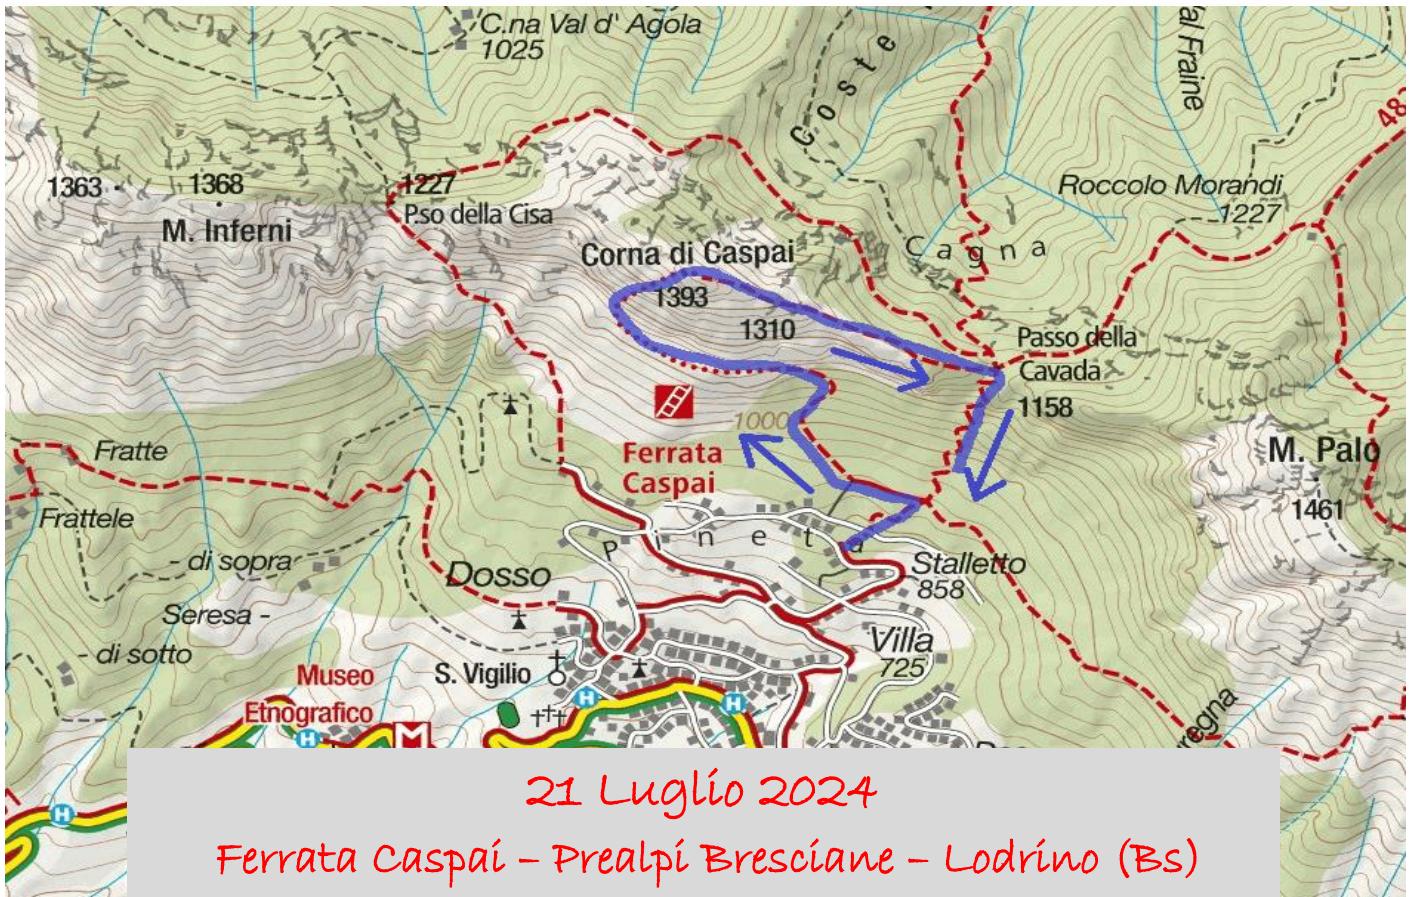 C.na Val d' Agola
1025
Coste
Val Fraine
482
1363
1368
1227
P.so della Cisa
M. Inferni
Roccolo Morandi
1227
Cagna
Corna di Caspai
1393
1310
Passo della
Cavada
1158
1000
M. Palo
1461
Ferrata
Caspai
Fratte
Frattele
- di sopra
Seresa -
- di sotto
Pineta
Dosso
Stalletto
858
Villa
725
S. Vigilio
Museo
Etnografico
H
H
H
H
M
21 Luglio 2024
Ferrata Caspai – Prealpi Bresciane – Lodrino (Bs)